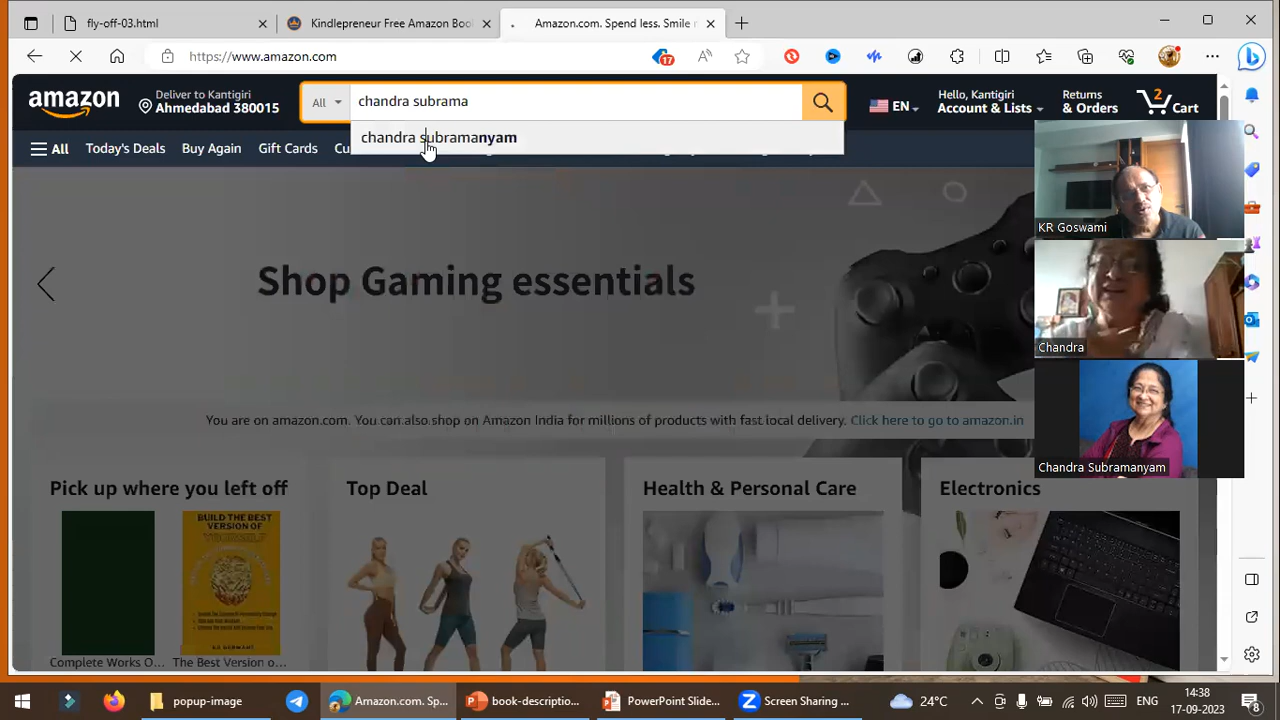 fly-off-03.html
Kindlepreneur Free Amazon Boo
Amazon.com. Spend less. Smile
https://www.amazon.com
17
amazon
Deliver to Kantigiri
Ahmedabad 380015
All
chandra subrama
EN
Hello, Kantigiri
Account & Lists
Returns
& Orders
2
Cart
chandra subramanyam
All
Today's Deals
Buy Again
Gift Cards
Cu
Shop Gaming essentials
KR Goswami
Chandra
Chandra Subramanyam
You are on amazon.com. You can also shop on Amazon India for millions of products with fast local delivery. Click here to go to amazon.in
Pick up where you left off
Top Deal
Health & Personal Care
Electronics
BUILD THE BEST
VERSION OF
YOURSELF
Complete Works O...
The Best Version o...
popup-image
Amazon.com. Sp...
book-descriptio...
PowerPoint Slide...
Screen Sharing ...
24°C
ENG
14:38
17-09-2023
8